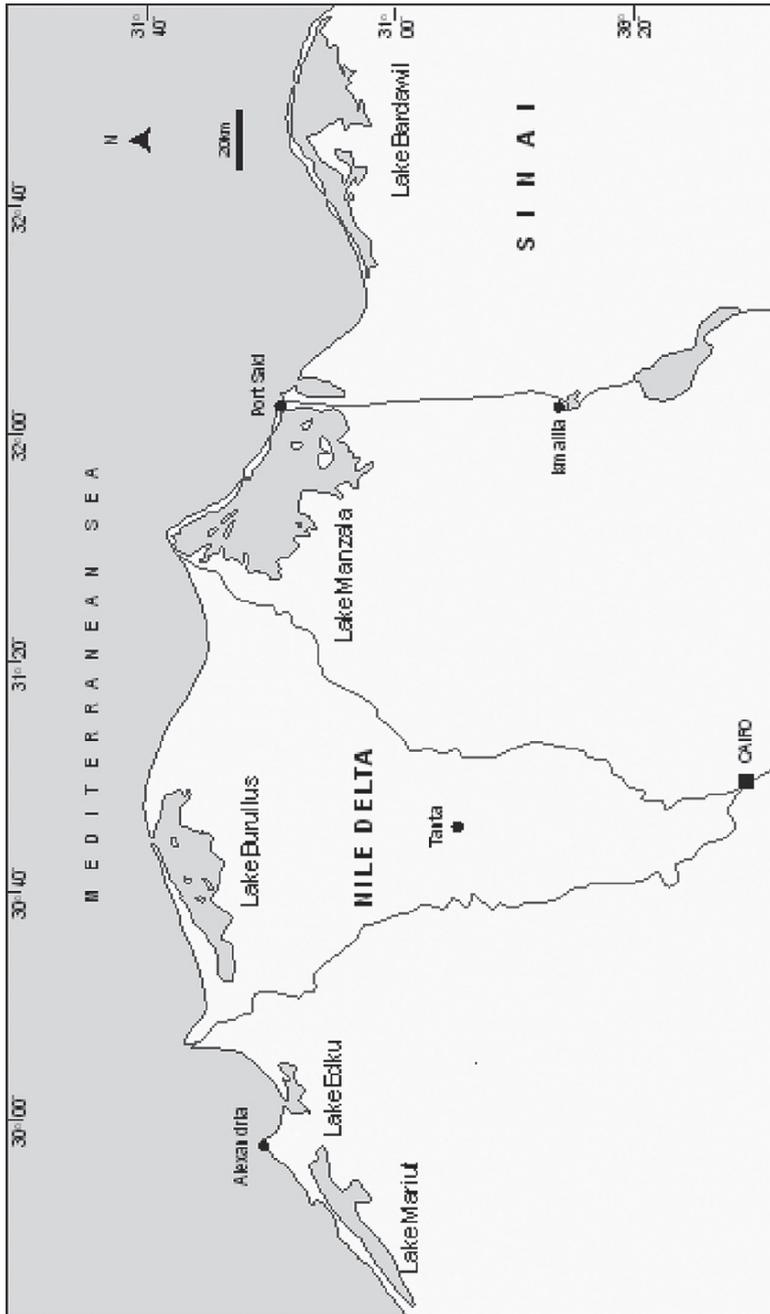 30° 00'
30° 40'
31° 20'
32° 00'
32° 40'
31°
40'
31°
00'
20'
N
20km
MEDITERRANEAN SEA
Alexandria
Port Said
Lake Mariut
Lake Edku
Lake Burullus
Lake Manzala
Lake Bardawil
NILE DELTA
Tanta
Ismailia
SINAI
CAIRO